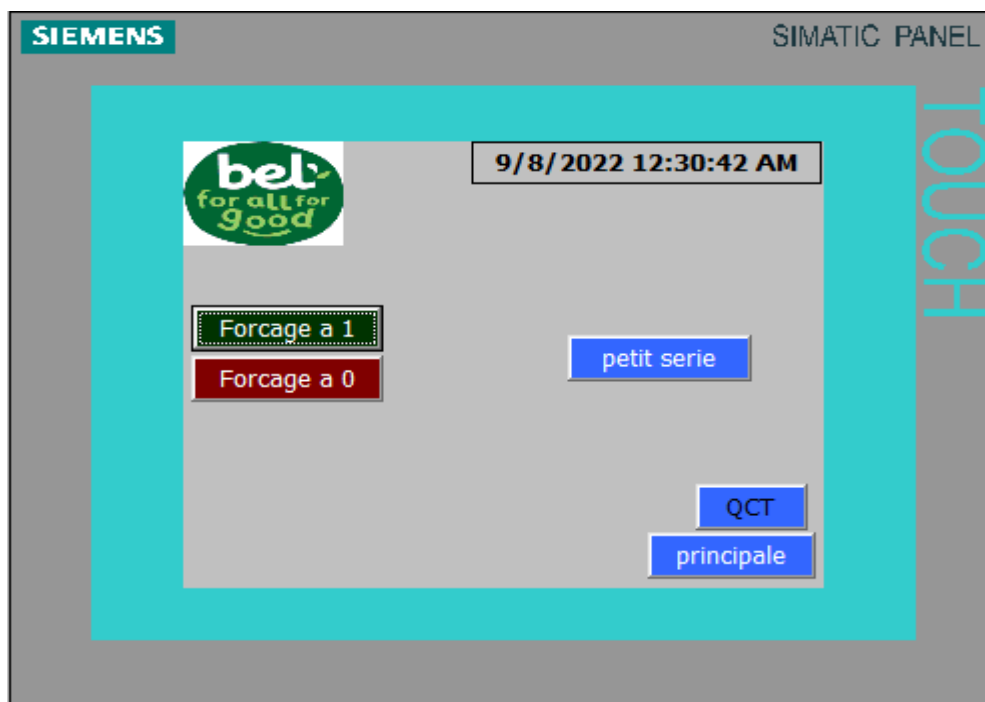 SIEMENS
SIMATIC PANEL
TOUCH
bel
for all for
good
9/8/2022 12:30:42 AM
Forcage a 1
Forcage a 0
petit serie
QCT
principale